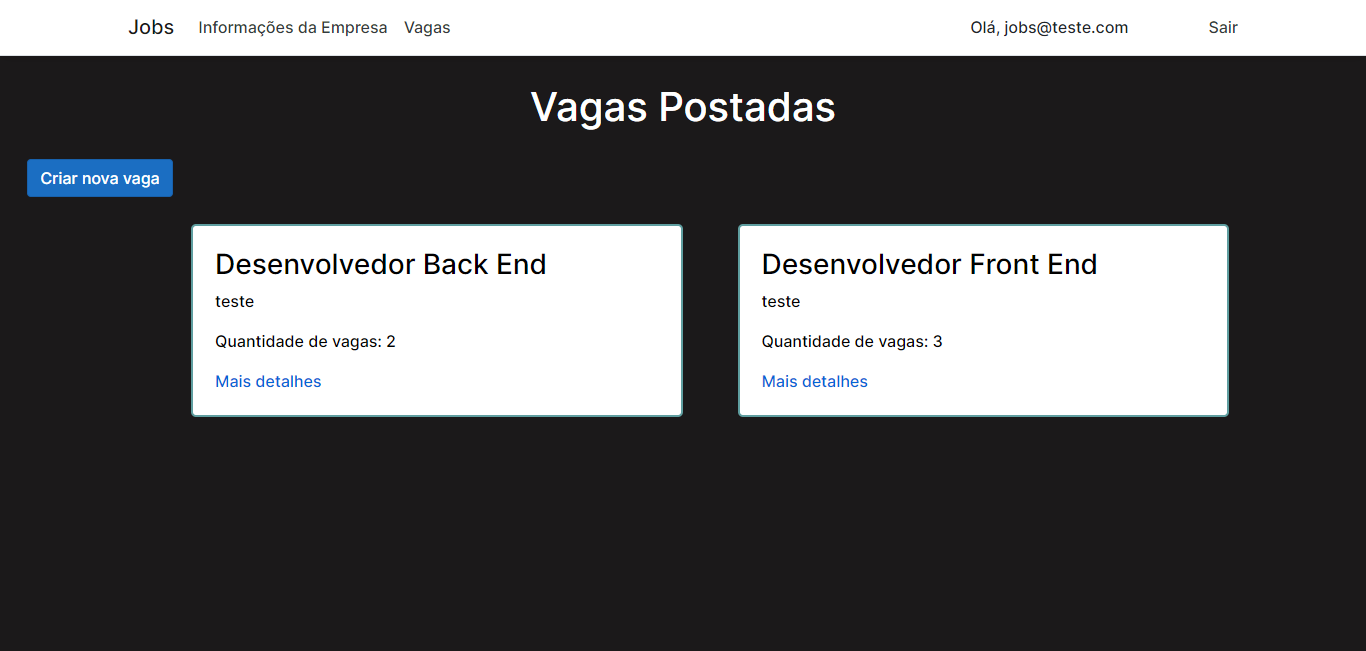 Jobs Informações da Empresa Vagas Olá, jobs@teste.com Sair
Vagas Postadas
Criar nova vaga
Desenvolvedor Back End
teste
Quantidade de vagas: 2
Mais detalhes
Desenvolvedor Front End
teste
Quantidade de vagas: 3
Mais detalhes